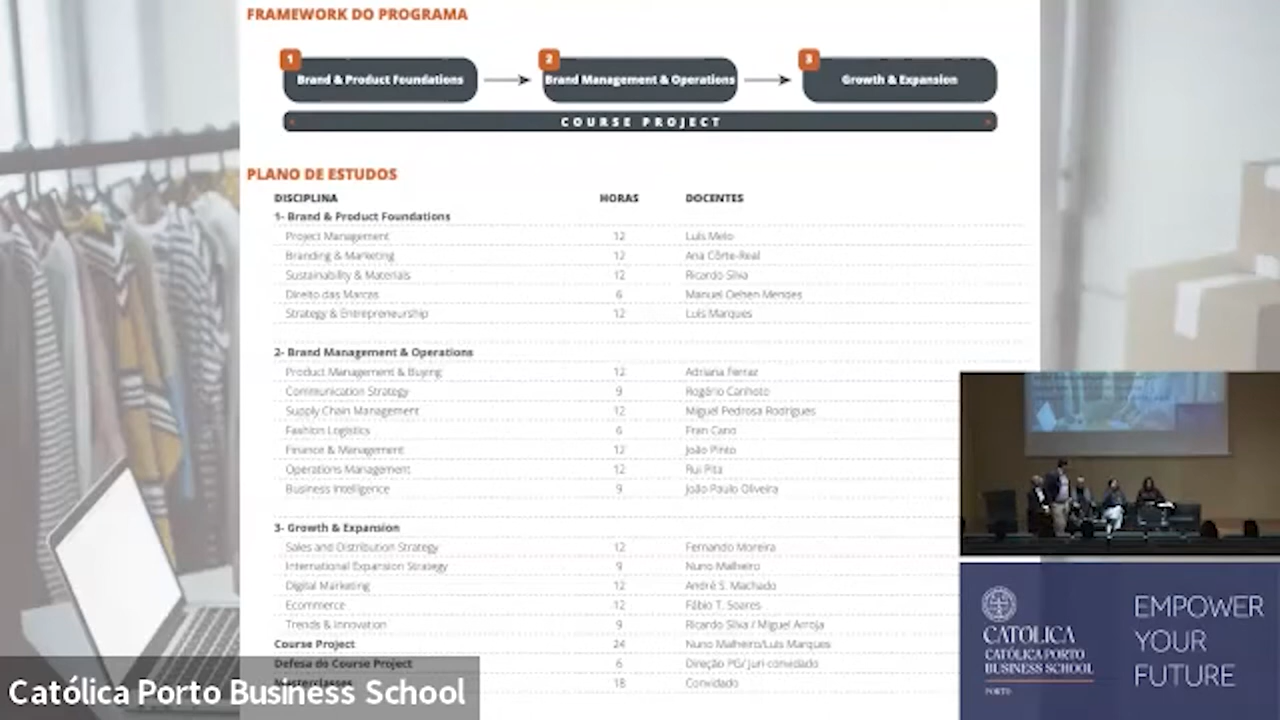 FRAMEWORK DO PROGRAMA
1
Brand & Product Foundations
2
Brand Management & Operations
3
Growth & Expansion
COURSE PROJECT
PLANO DE ESTUDOS
DISCIPLINA HORAS DOCENTES
1- Brand & Product Foundations
Project Management 12 Luís Melo
Branding & Marketing 12 Ana Côrte-Real
Sustainability & Materials 12 Ricardo Silva
Direito das Marcas 6 Manuel Oehen Mendes
Strategy & Entrepreneurship 12 Luís Marques
2- Brand Management & Operations
Product Management & Buying 12 Adriana Ferraz
Communication Strategy 9 Rogério Canhoto
Supply Chain Management 12 Miguel Pedrosa Rodrigues
Fashion Logistics 6 Fran Cano
Finance & Management 12 João Pinto
Operations Management 12 Rui Pita
Business Intelligence 9 João Paulo Oliveira
3- Growth & Expansion
Sales and Distribution Strategy 12 Fernando Moreira
International Expansion Strategy 9 Nuno Malheiro
Digital Marketing 12 André S. Machado
Ecommerce 12 Fábio T. Soares
Trends & Innovation 9 Ricardo Silva / Miguel Arroja
Course Project 24 Nuno Malheiro/Luís Marques
Defesa do Course Project 6 Direção PG/ Juri convidado
Masterclasses 18 Convidado
Católica Porto Business School
CATÓLICA
CATÓLICA PORTO
BUSINESS SCHOOL
PORTO
EMPOWER
YOUR
FUTURE